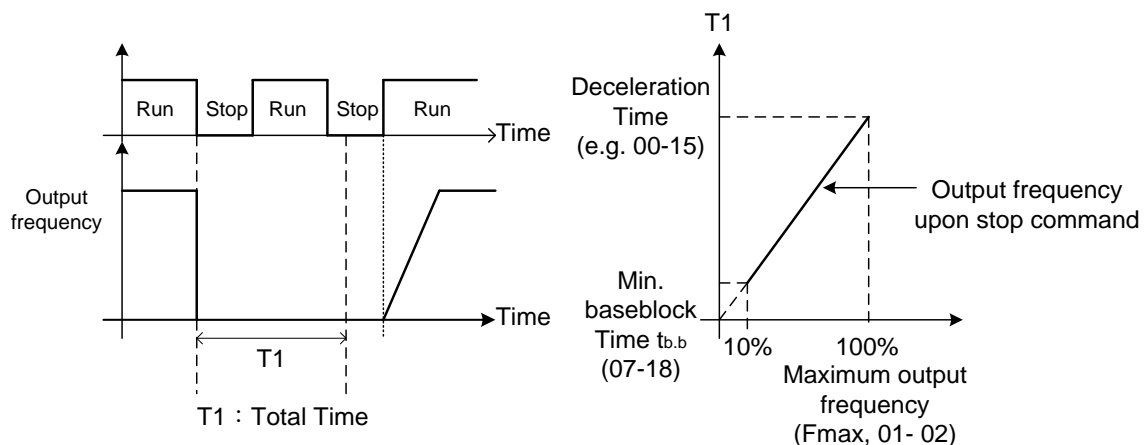 Run
Stop
Run
Stop
Run
Time
Output
frequency
Time
T1
T1：Total Time
T1
Deceleration
Time
(e.g. 00-15)
Output frequency
upon stop command
Min.
baseblock
Time tb.b
(07-18)
10%
100%
Maximum output
frequency
(Fmax, 01- 02)